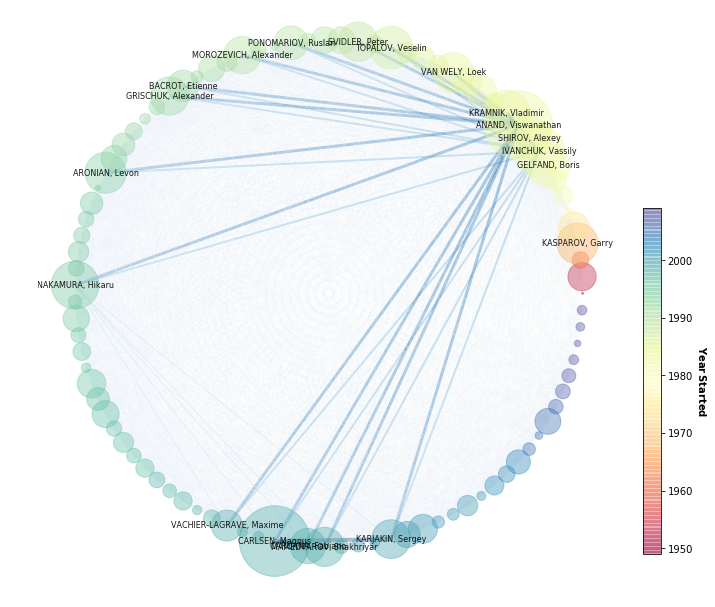 PONOMARIOV, Ruslan
SVIDLER, Peter
TOPALOV, Veselin
MOROZEVICH, Alexander
VAN WELY, Loek
BACROT, Etienne
GRISCHUK, Alexander
KRAMNIK, Vladimir
ANAND, Viswanathan
SHIROV, Alexey
IVANCHUK, Vassily
GELFAND, Boris
ARONIAN, Levon
KASPAROV, Garry
NAKAMURA, Hikaru
VACHIER-LAGRAVE, Maxime
CARLSEN, Magnus
MAMEDYAROV, Shakhriyar
KARJAKIN, Sergey
2000
1990
1980
1970
1960
1950
Year Started